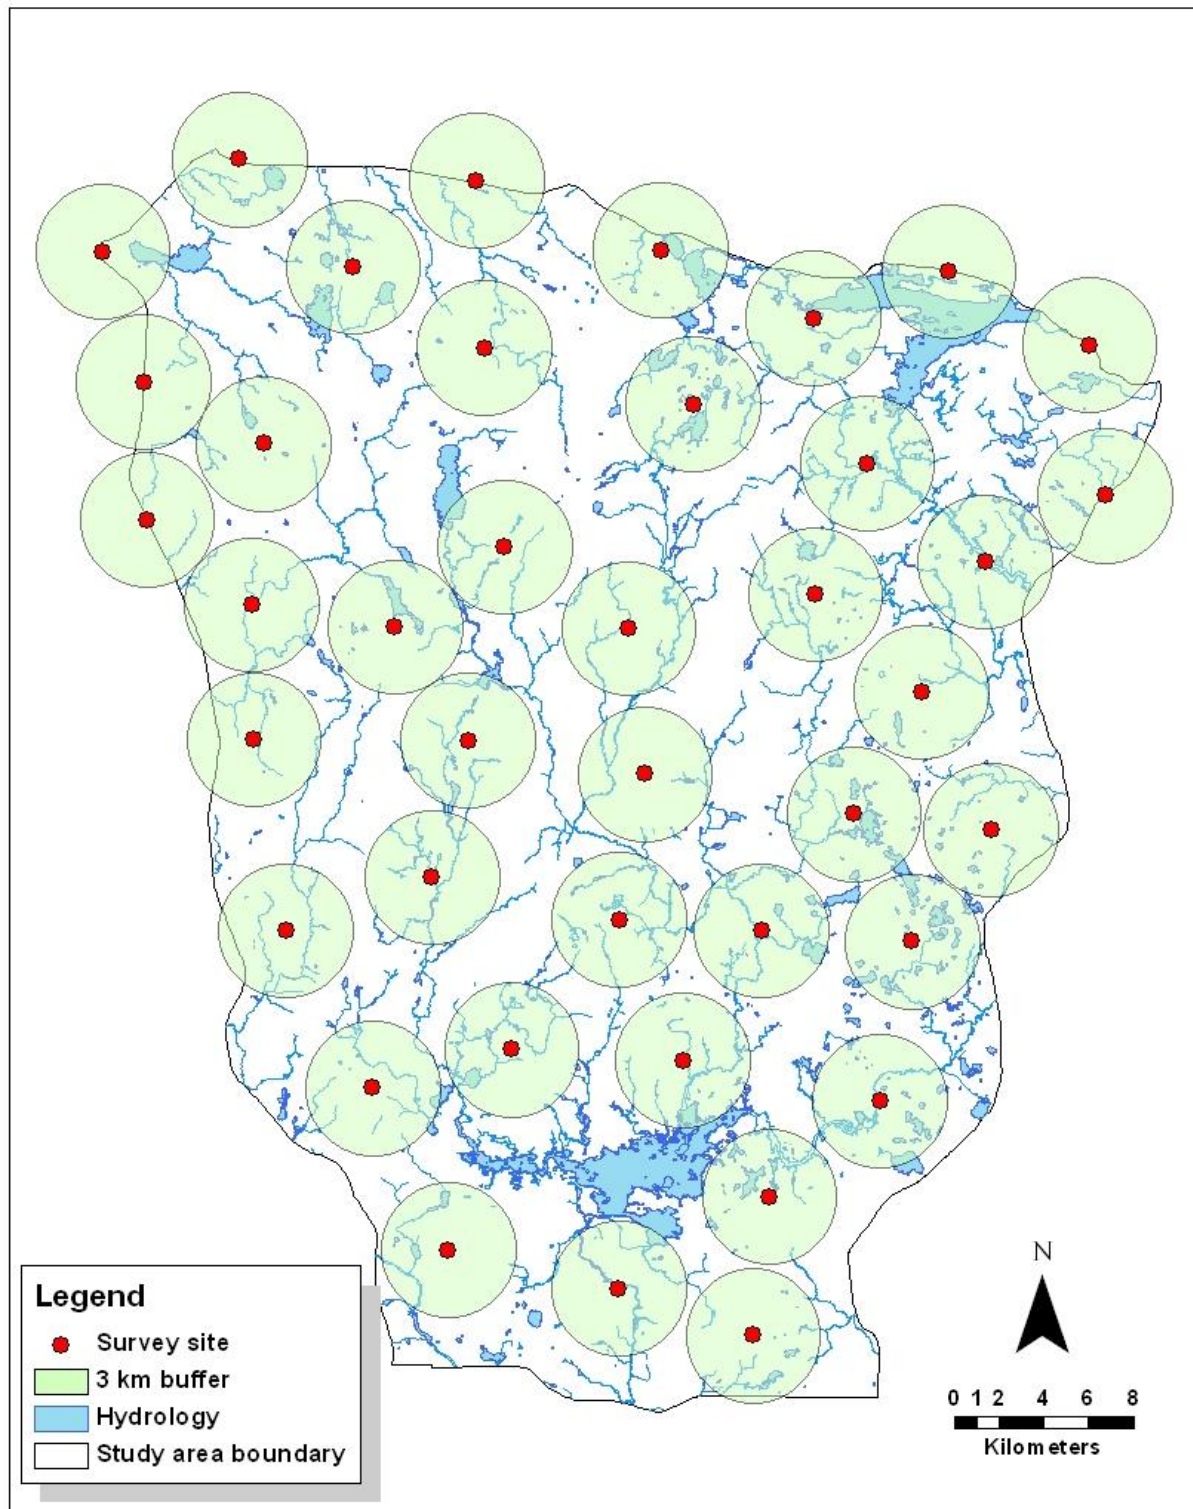 N
Legend
Survey site
3 km buffer
Hydrology
Study area boundary
0 1 2 4 6 8
Kilometers